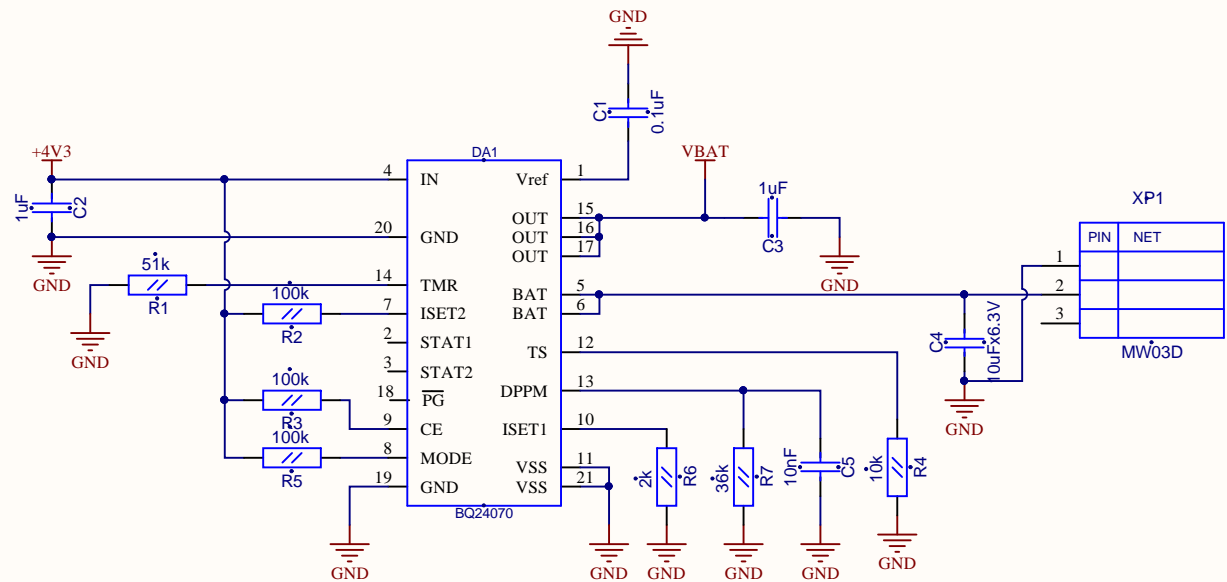 GND
C1
0.1uF
+4V3
DA1
VBAT
4 IN Vref 1
1uF
C2
1uF
C3
XP1
15 OUT
16 OUT
17 OUT
20 GND
PIN NET
1
2
3
MW03D
GND
GND
51k
R1
14 TMR
GND
100k
R2
7 ISET2
BAT 5
BAT 6
2 STAT1
TS 12
C4
10uFx6.3V
3 STAT2
DPPM 13
100k
R3
18 PG
9 CE
ISET1 10
GND
100k
R5
8 MODE
VSS 11
19 GND
VSS 21
BQ24070
2k
R6
36k
R7
10nF
C5
10k
R4
GND
GND
GND
GND
GND
GND